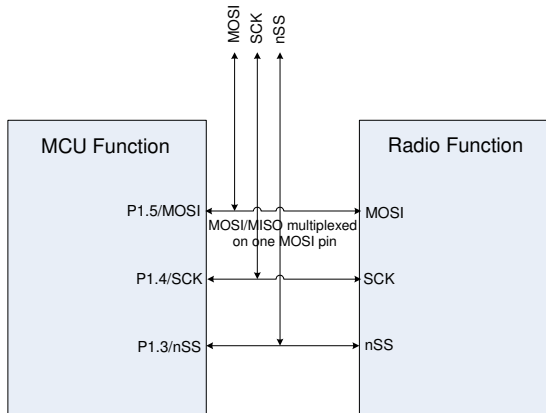 MOSI
SCK
nSS
MCU Function
Radio Function
P1.5/MOSI
MOSI
MOSI/MISO multiplexed
on one MOSI pin
P1.4/SCK
SCK
P1.3/nSS
nSS